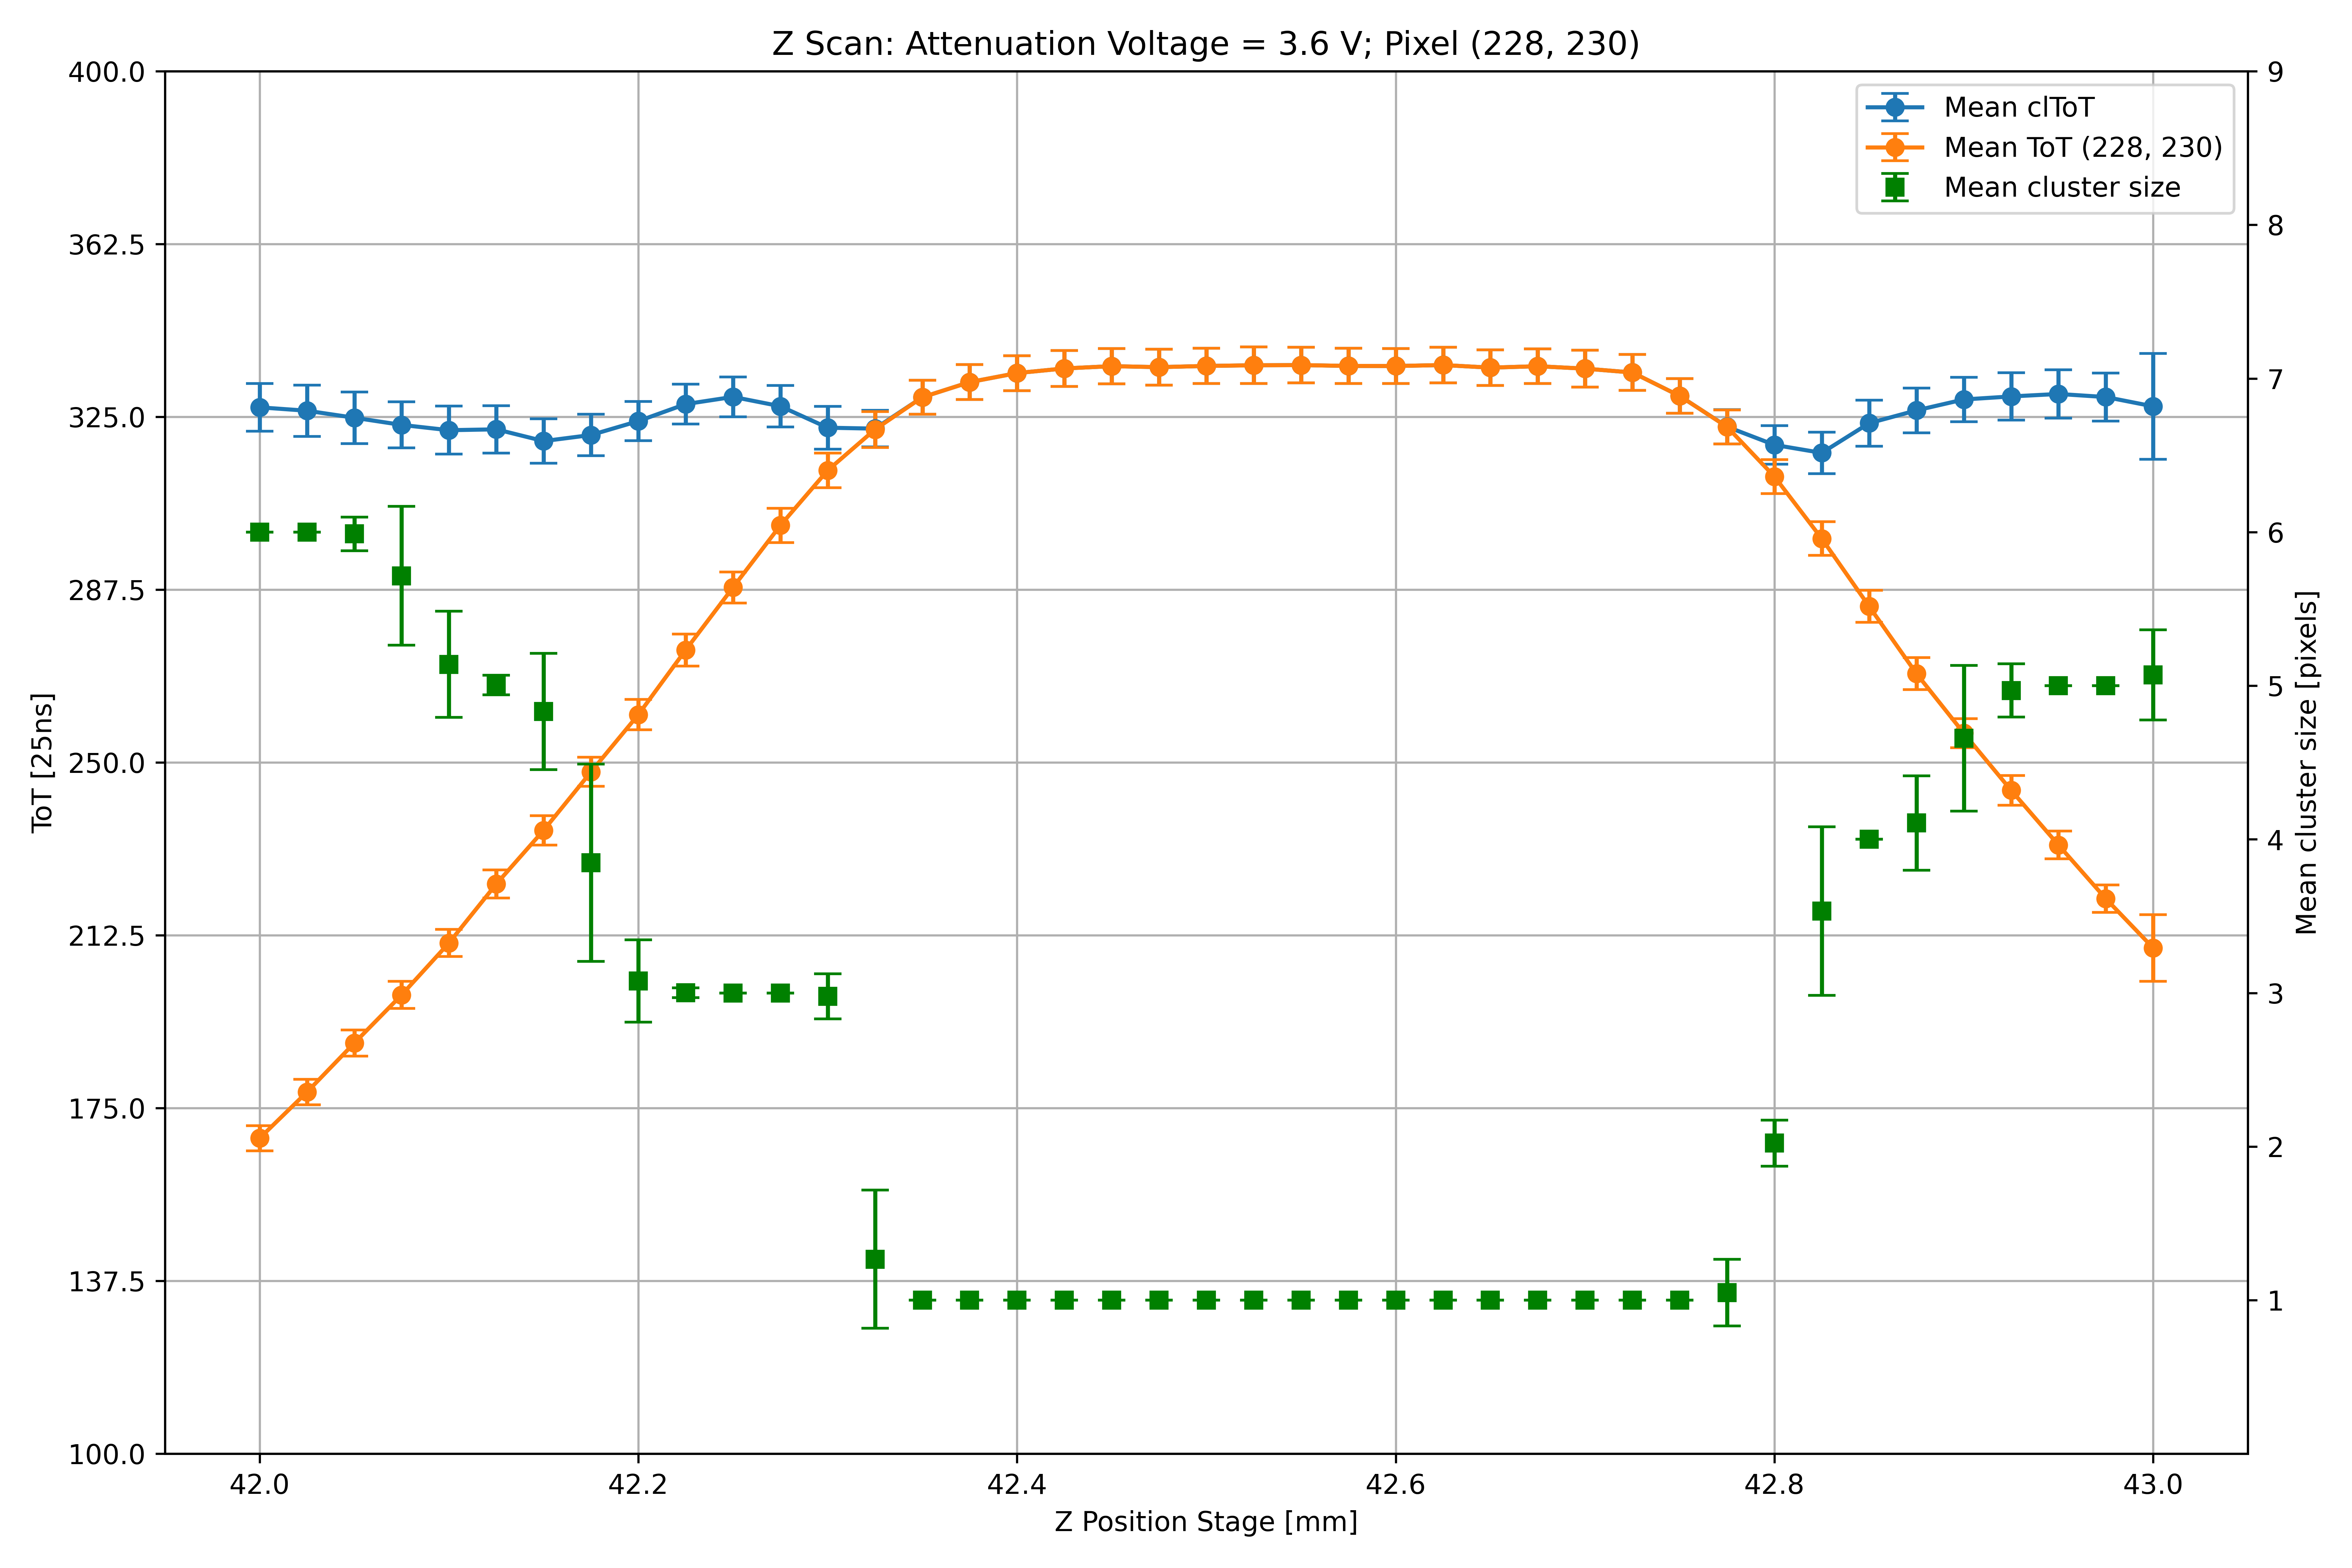 Z Scan: Attenuation Voltage = 3.6 V; Pixel (228, 230)
Mean clToT
Mean ToT (228, 230)
Mean cluster size
ToT [25ns]
400.0
362.5
325.0
287.5
250.0
212.5
175.0
137.5
100.0
9
8
7
6
5
4
3
2
1
Mean cluster size [pixels]
42.0 42.2 42.4 42.6 42.8 43.0
Z Position Stage [mm]